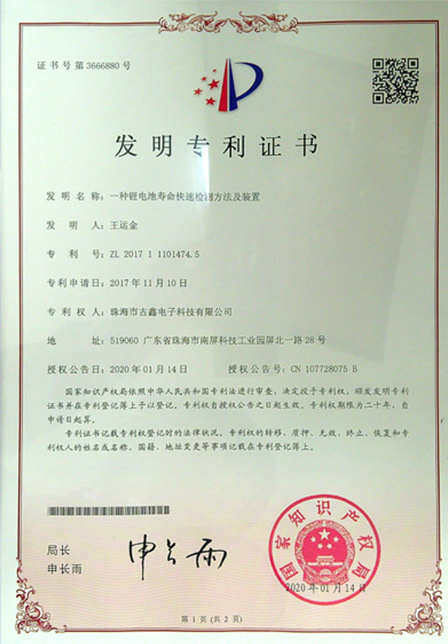 证书号第3666880号
发明专利证书
发明名称：一种锂电池寿命快速检测方法及装置
发明人：王运金
专利号：ZL 2017 1 1101474.5
专利申请日：2017年11月10日
专利权人：珠海市古鑫电子科技有限公司
地址：519060 广东省珠海市南屏科技工业园屏北一路28号
授权公告日：2020年01月14日 授权公告号：CN 107728075 B
国家知识产权局依照中华人民共和国专利法进行审查，决定授予专利权，颁发发明专利
证书并在专利登记簿上予以登记。专利权自授权公告之日起生效。专利权期限为二十年，自
申请日起算。
专利证书记载专利权登记时的法律状况。专利权的转移、质押、无效、终止、恢复和专利
权人的姓名或名称、国籍、地址变更等事项记载在专利登记簿上。
局长
申长雨
申长雨
国家知识产权局
2020年01月14日
第1页(共2页)